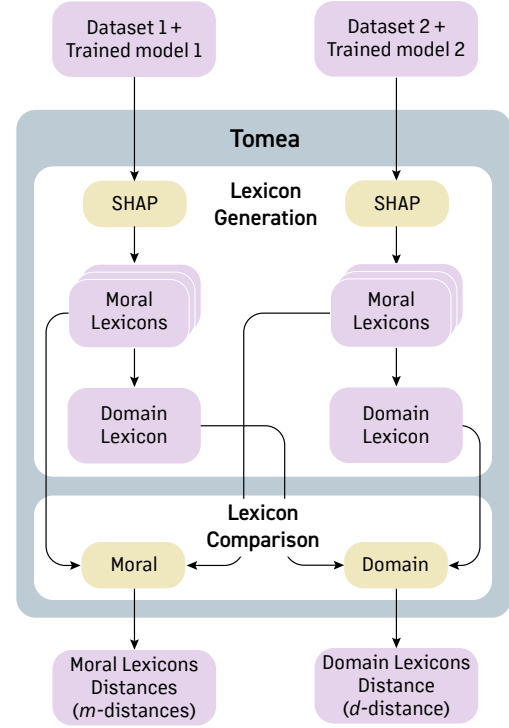 Dataset 1 +
Trained model 1
Dataset 2 +
Trained model 2
Tomea
Lexicon
Generation
SHAP
SHAP
Moral
Lexicons
Moral
Lexicons
Domain
Lexicon
Domain
Lexicon
Lexicon
Comparison
Moral
Domain
Moral Lexicons
Distances
(m-distances)
Domain Lexicons
Distance
(d-distance)